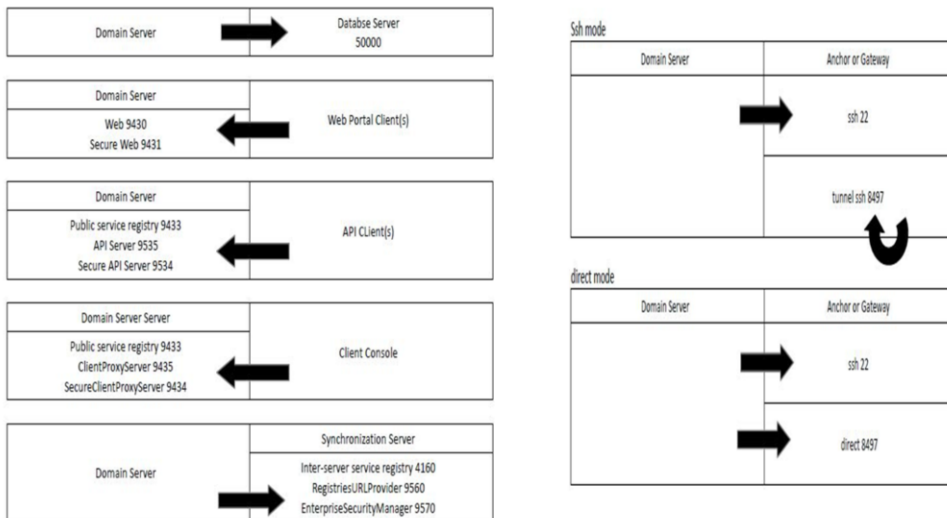 Domain Server
Databse Server
50000
Domain Server
Web 9430
Secure Web 9431
Web Portal Client(s)
Domain Server
Public service registry 9433
API Server 9535
Secure API Server 9534
API CLient(s)
Domain Server Server
Public service registry 9433
ClientProxyServer 9435
SecureClientProxyServer 9434
Client Console
Domain Server
Synchronization Server
Inter-server service registry 4160
RegistriesURLProvider 9560
EnterpriseSecurityManager 9570
Ssh mode
Domain Server
Anchor or Gateway
ssh 22
tunnel ssh 8497
direct mode
Domain Server
Anchor or Gateway
ssh 22
direct 8497